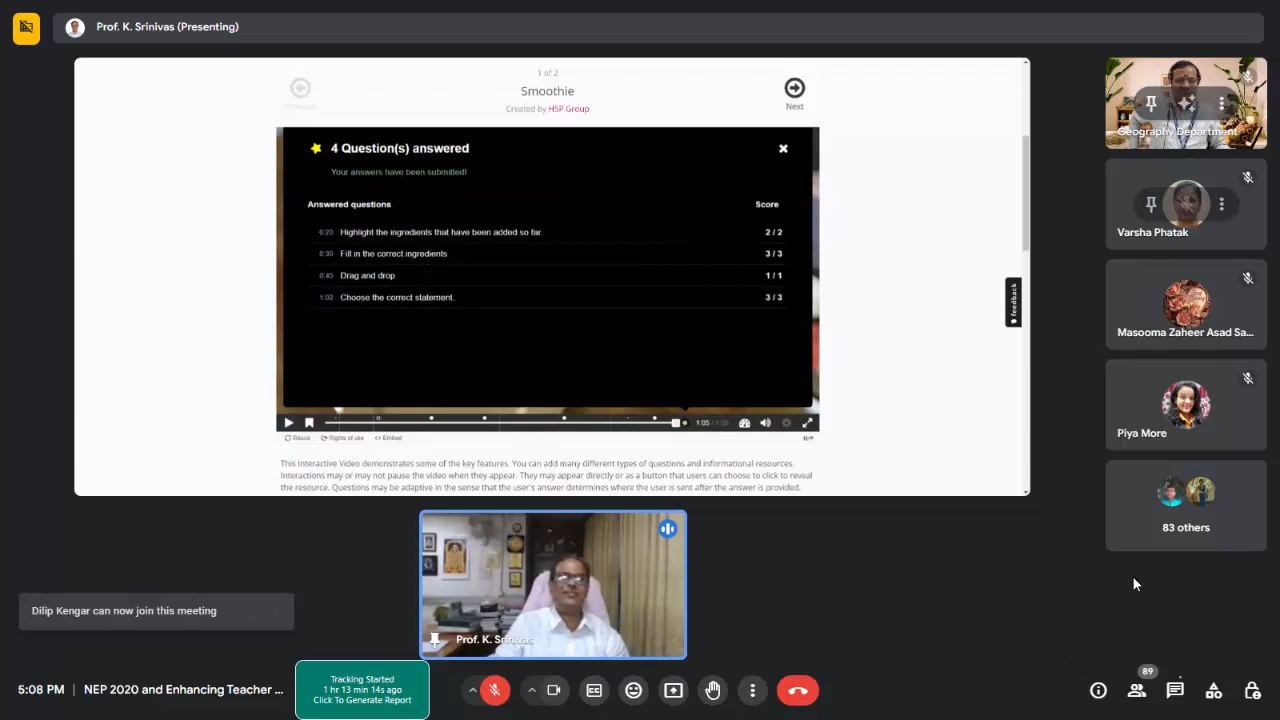 Prof. K. Srinivas (Presenting)
1 of 2
Smoothie
Created by H5P Group
Previous
Next
4 Question(s) answered
Your answers have been submitted!
Answered questions Score
0:20 Highlight the ingredients that have been added so far. 2 / 2
0:30 Fill in the correct ingredients 3 / 3
0:45 Drag and drop 1 / 1
1:02 Choose the correct statement. 3 / 3
1:05 / 1:05
Reuse Rights of use <> Embed H-P
This Interactive Video demonstrates some of the key features. You can add many different types of questions and informational resources.
Interactions may or may not pause the video when they appear. They may appear directly or as a button that users can choose to click to reveal
the resource. Questions may be adaptive in the sense that the user's answer determines where the user is sent after the answer is provided.
Feedback
Geography Department
Varsha Phatak
Masooma Zaheer Asad Sa...
Piya More
83 others
Prof. K. Srinivas
Dilip Kengar can now join this meeting
5:08 PM | NEP 2020 and Enhancing Teacher ...
Tracking Started
1 hr 13 min 14s ago
Click To Generate Report
CC
89